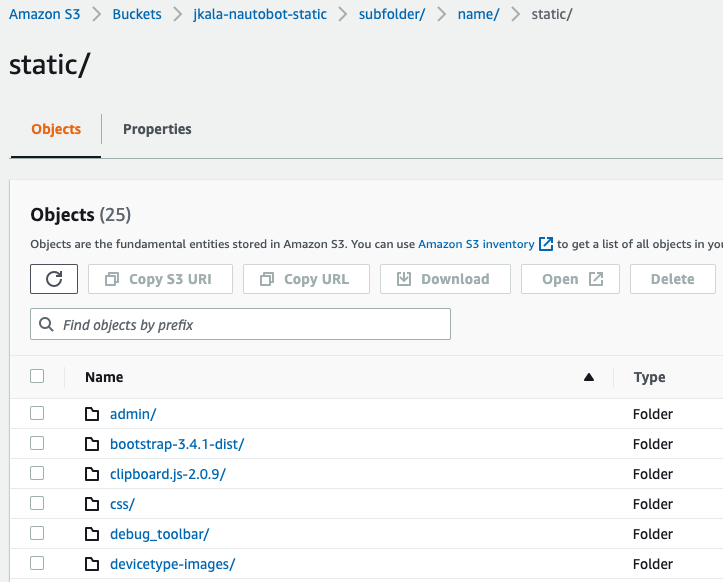 Amazon S3 > Buckets > jkala-nautobot-static > subfolder/ > name/ > static/
static/
Objects Properties
Objects (25)
Objects are the fundamental entities stored in Amazon S3. You can use Amazon S3 inventory to get a list of all objects in you
Copy S3 URI Copy URL Download Open Delete
Find objects by prefix
Name Type
admin/ Folder
bootstrap-3.4.1-dist/ Folder
clipboard.js-2.0.9/ Folder
css/ Folder
debug_toolbar/ Folder
devicetype-images/ Folder